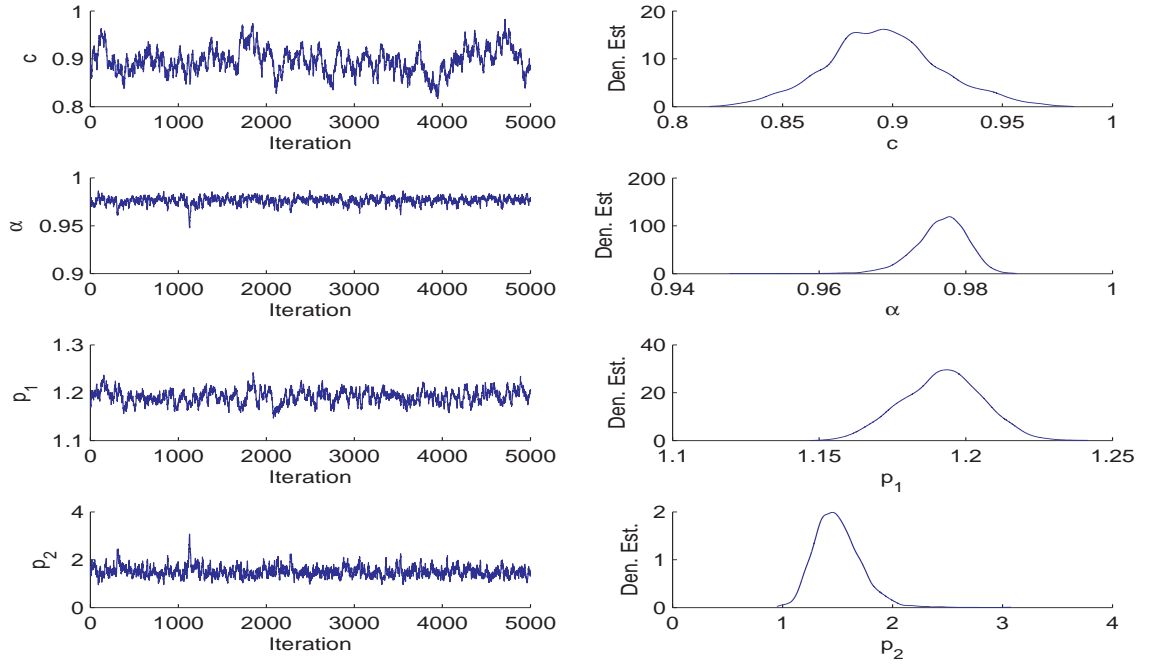 1
0.9
0.8
c
0 1000 2000 3000 4000 5000
Iteration
20
10
0
Den. Est
0.8 0.85 0.9 0.95 1
c
1
0.95
0.9
α
0 1000 2000 3000 4000 5000
Iteration
200
100
0
Den. Est
0.94 0.96 0.98 1
α
1.3
1.2
1.1
p1
0 1000 2000 3000 4000 5000
Iteration
40
20
0
Den. Est.
1.1 1.15 1.2 1.25
p1
4
2
0
p2
0 1000 2000 3000 4000 5000
Iteration
2
1
0
Den. Est.
0 1 2 3 4
p2